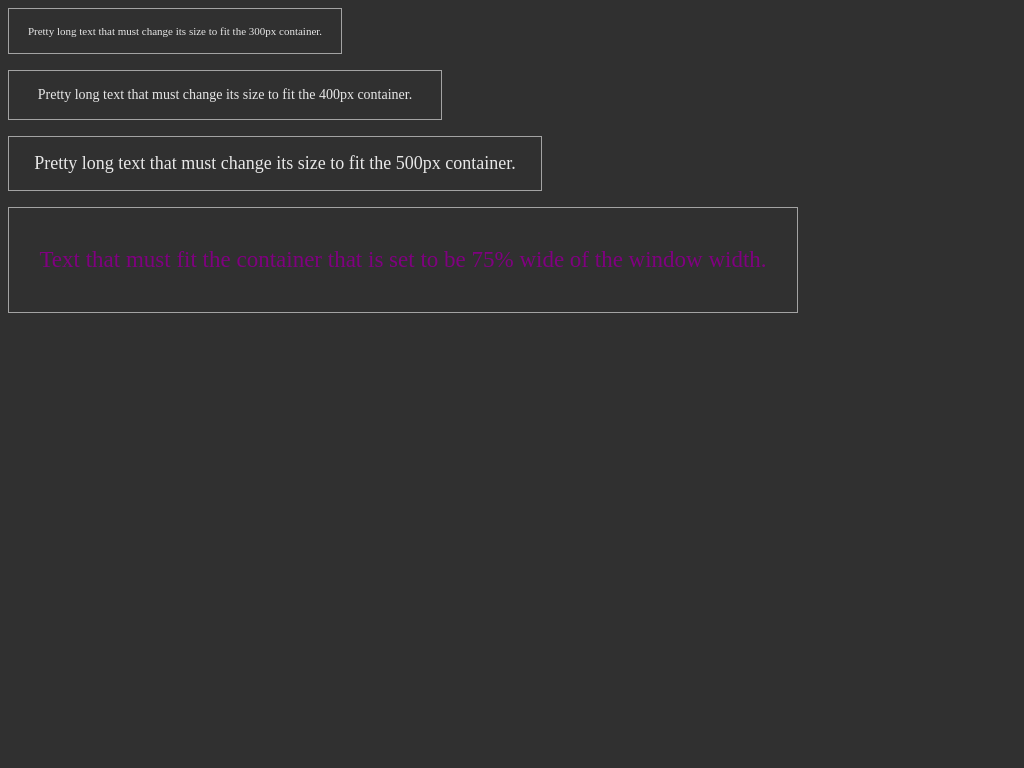 Pretty long text that must change its size to fit the 300px container.
Pretty long text that must change its size to fit the 400px container.
Pretty long text that must change its size to fit the 500px container.
Text that must fit the container that is set to be 75% wide of the window width.